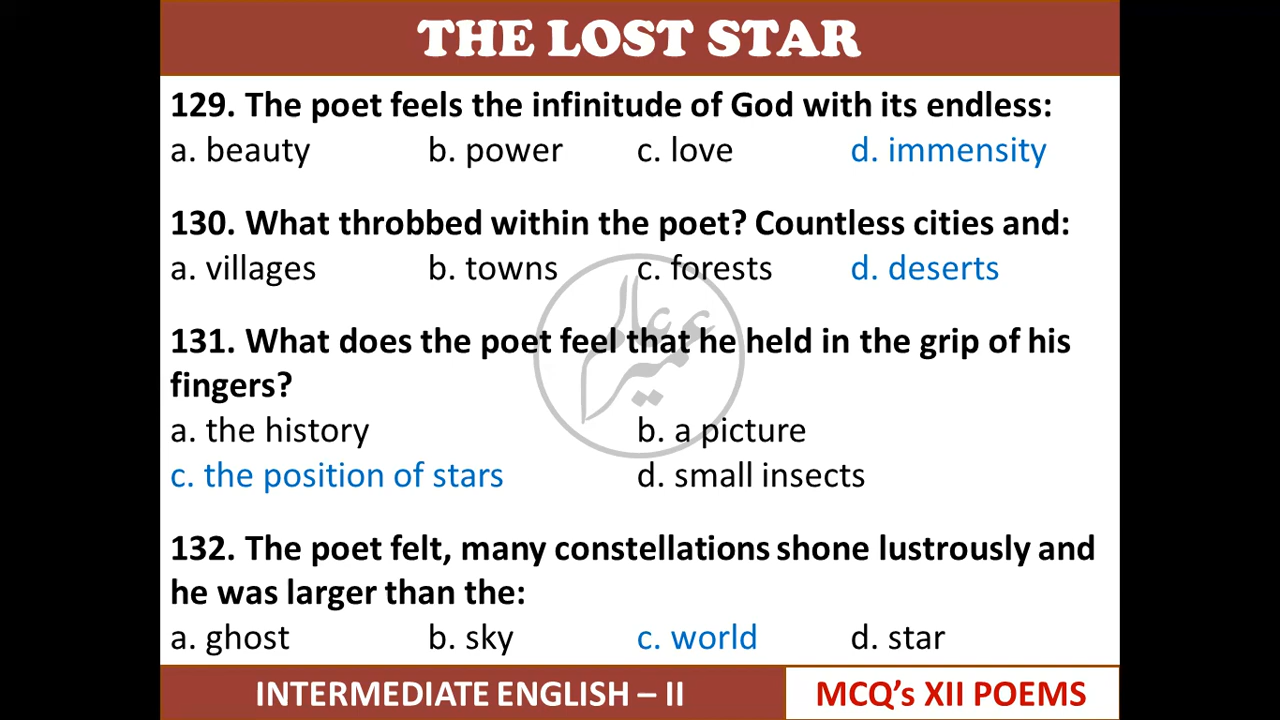 THE LOST STAR
129. The poet feels the infinitude of God with its endless:
a. beauty b. power c. love d. immensity
130. What throbbed within the poet? Countless cities and:
a. villages b. towns c. forests d. deserts
131. What does the poet feel that he held in the grip of his
fingers?
a. the history b. a picture
c. the position of stars d. small insects
عمیر عالم
132. The poet felt, many constellations shone lustrously and
he was larger than the:
a. ghost b. sky c. world d. star
INTERMEDIATE ENGLISH – II MCQ’s XII POEMS